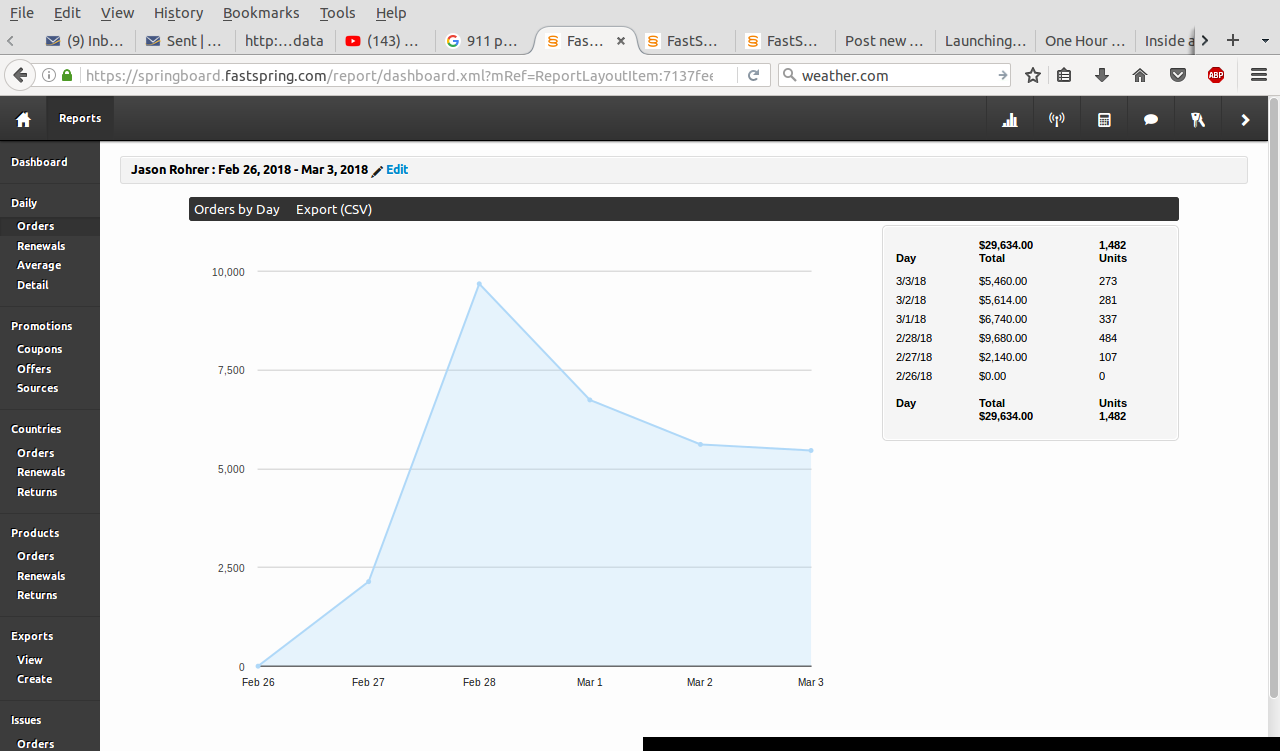 File Edit View History Bookmarks Tools Help
(9) Inb… Sent | … http:…data (143) … 911 p… Fas… FastS… FastS… Post new … Launching… One Hour … Inside a
https://springboard.fastspring.com/report/dashboard.xml?mRef=ReportLayoutItem:7137fee weather.com ABP
Reports
Dashboard
Daily
Orders
Renewals
Average
Detail
Promotions
Coupons
Offers
Sources
Countries
Orders
Renewals
Returns
Products
Orders
Renewals
Returns
Exports
View
Create
Issues
Orders
Jason Rohrer : Feb 26, 2018 - Mar 3, 2018 Edit
Orders by Day Export (CSV)
10,000
7,500
5,000
2,500
0
Feb 26 Feb 27 Feb 28 Mar 1 Mar 2 Mar 3
$29,634.00 1,482
Day Total Units
3/3/18 $5,460.00 273
3/2/18 $5,614.00 281
3/1/18 $6,740.00 337
2/28/18 $9,680.00 484
2/27/18 $2,140.00 107
2/26/18 $0.00 0
Day Total Units
$29,634.00 1,482